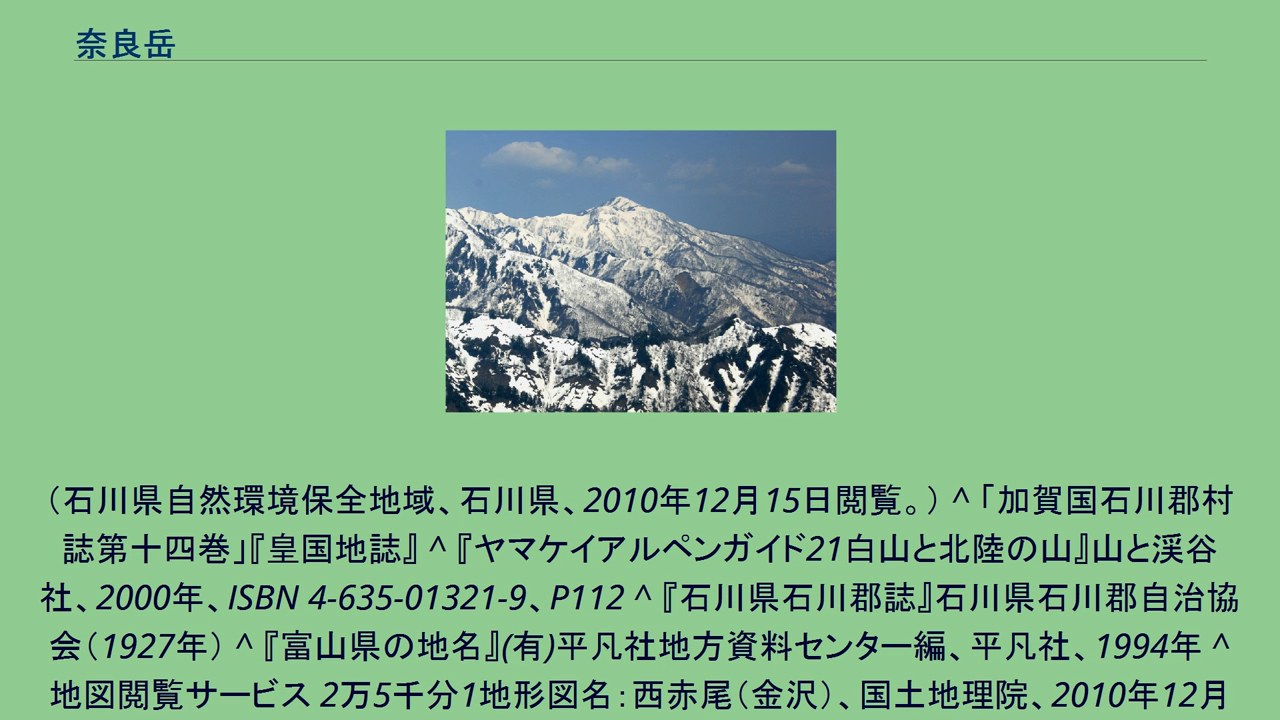 奈良岳
（石川県自然環境保全地域、石川県、2010年12月15日閲覧。） ^ 「加賀国石川郡村
誌第十四巻」『皇国地誌』 ^ 『ヤマケイアルペンガイド21白山と北陸の山』山と渓谷
社、2000年、ISBN 4-635-01321-9、P112 ^ 『石川県石川郡誌』石川県石川郡自治協
会（1927年） ^ 『富山県の地名』(有)平凡社地方資料センター編、平凡社、1994年 ^
地図閲覧サービス 2万5千分1地形図名：西赤尾（金沢）、国土地理院、2010年12月